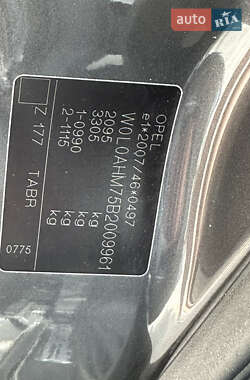 AUTO.RIA
OPEL
e1*2007/46*0497
W0L0AHM75B2009961
2095 kg
3305 kg
1-0990 kg
2-1115 kg
Z 177 TABR
0775